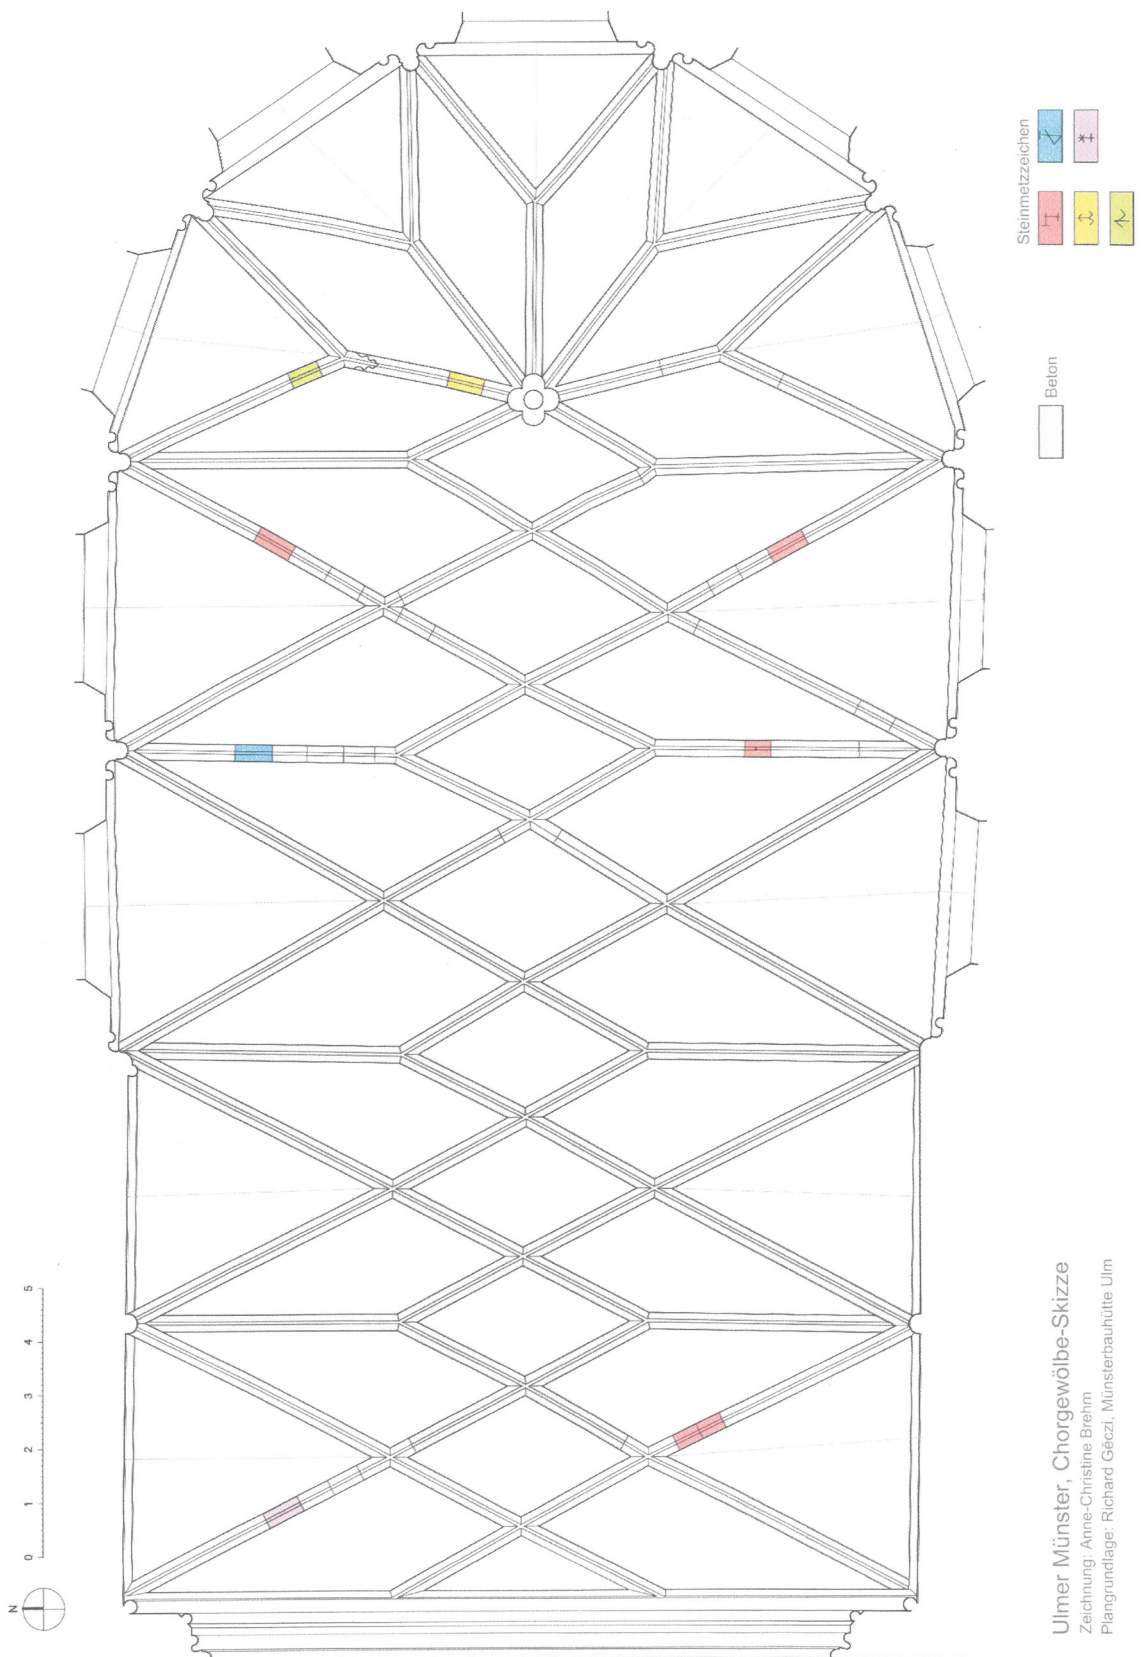 N
0 1 2 3 4 5
Steinmetzzeichen
Beton
Ulmer Münster, Chorgewölbe-Skizze
Zeichnung: Anne-Christine Brehm
Plangrundlage: Richard Géczi, Münsterbauhütte Ulm